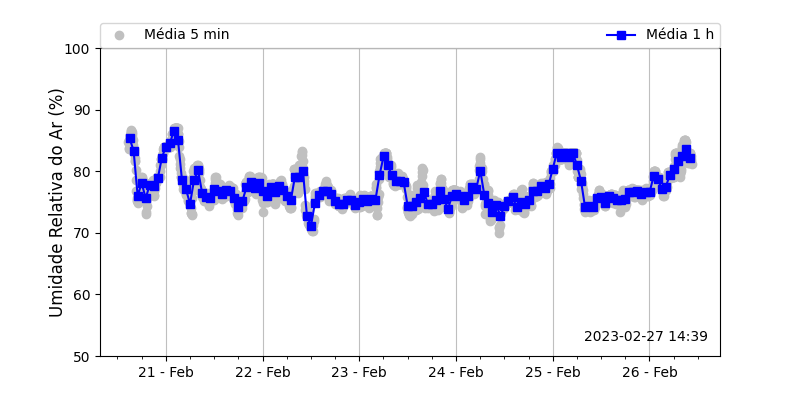 Média 5 min
Média 1 h
Umidade Relativa do Ar (%)
100
90
80
70
60
50
2023-02-27 14:39
21 - Feb
22 - Feb
23 - Feb
24 - Feb
25 - Feb
26 - Feb